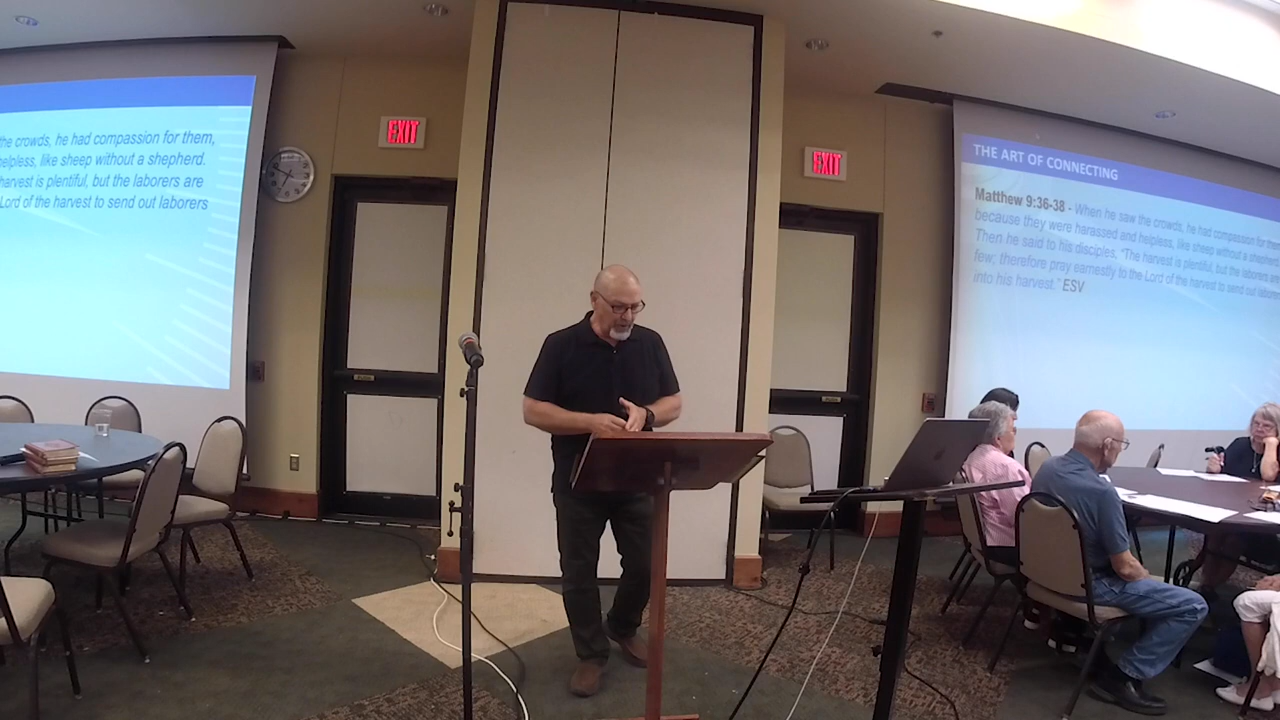 the crowds, he had compassion for them,
helpless, like sheep without a shepherd.
harvest is plentiful, but the laborers are
Lord of the harvest to send out laborers
EXIT
EXIT
THE ART OF CONNECTING
Matthew 9:36-38 - When he saw the crowds, he had compassion for them
because they were harassed and helpless, like sheep without a shepherd.
Then he said to his disciples, "The harvest is plentiful, but the laborers are
few; therefore pray earnestly to the Lord of the harvest to send out laborers
into his harvest." ESV